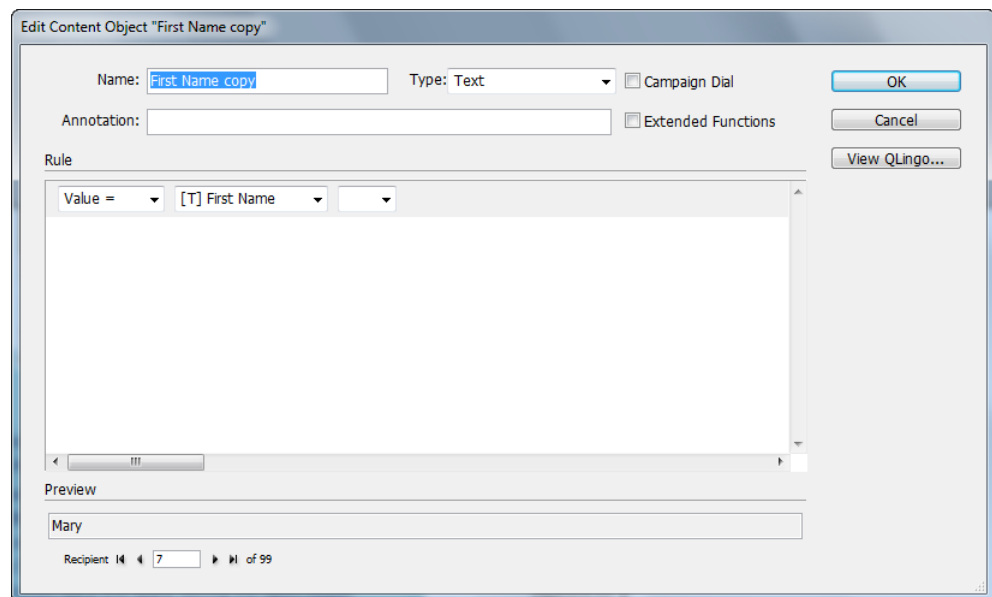 Edit Content Object "First Name copy"
Name: First Name copy Type: Text Campaign Dial OK
Annotation: Extended Functions Cancel
Rule View QLingo...
Value = [T] First Name
Preview
Mary
Recipient 7 of 99